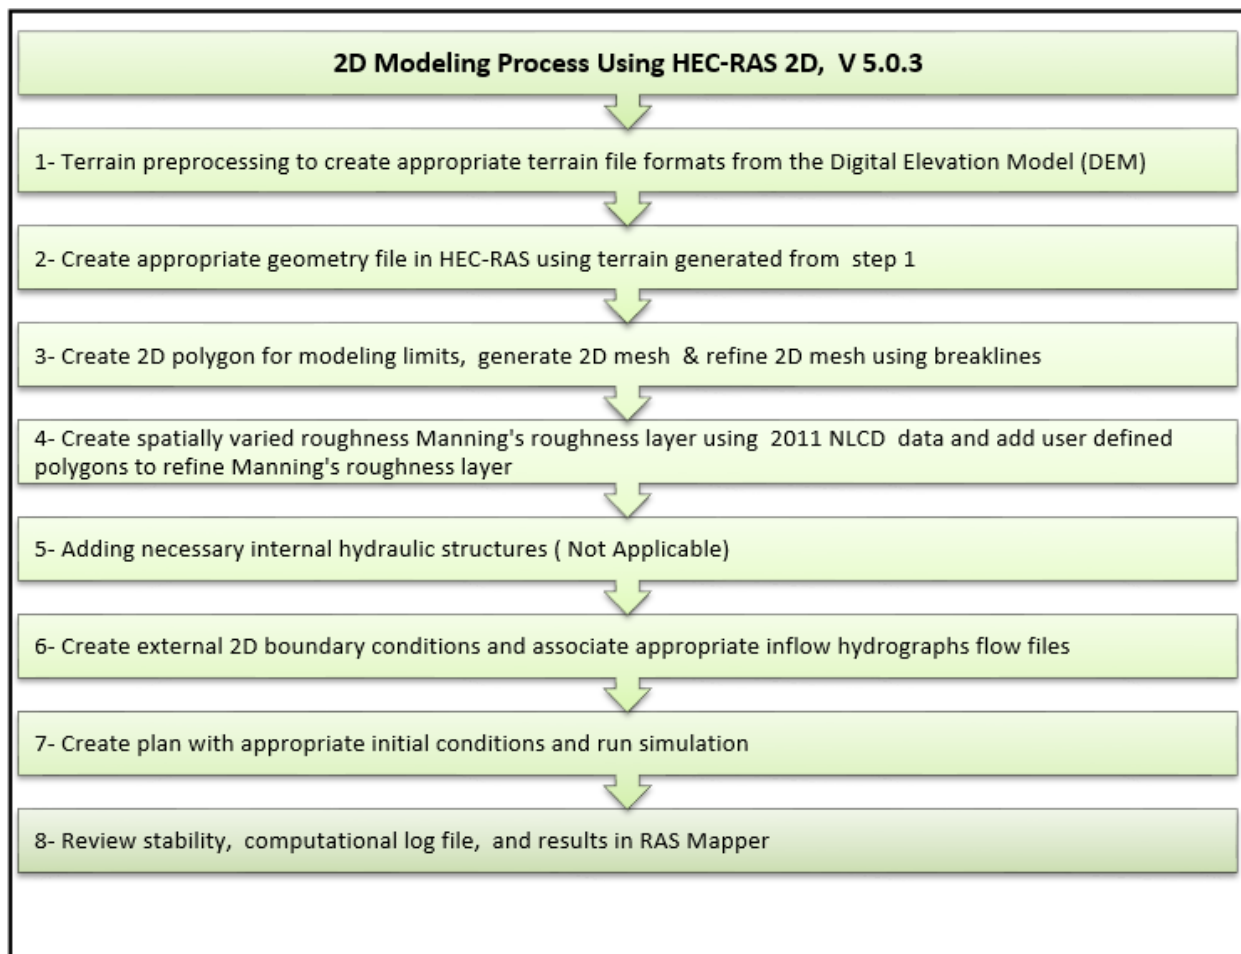 2D Modeling Process Using HEC-RAS 2D, V 5.0.3
1- Terrain preprocessing to create appropriate terrain file formats from the Digital Elevation Model (DEM)
2- Create appropriate geometry file in HEC-RAS using terrain generated from step 1
3- Create 2D polygon for modeling limits, generate 2D mesh & refine 2D mesh using breaklines
4- Create spatially varied roughness Manning's roughness layer using 2011 NLCD data and add user defined
polygons to refine Manning's roughness layer
5- Adding necessary internal hydraulic structures ( Not Applicable)
6- Create external 2D boundary conditions and associate appropriate inflow hydrographs flow files
7- Create plan with appropriate initial conditions and run simulation
8- Review stability, computational log file, and results in RAS Mapper